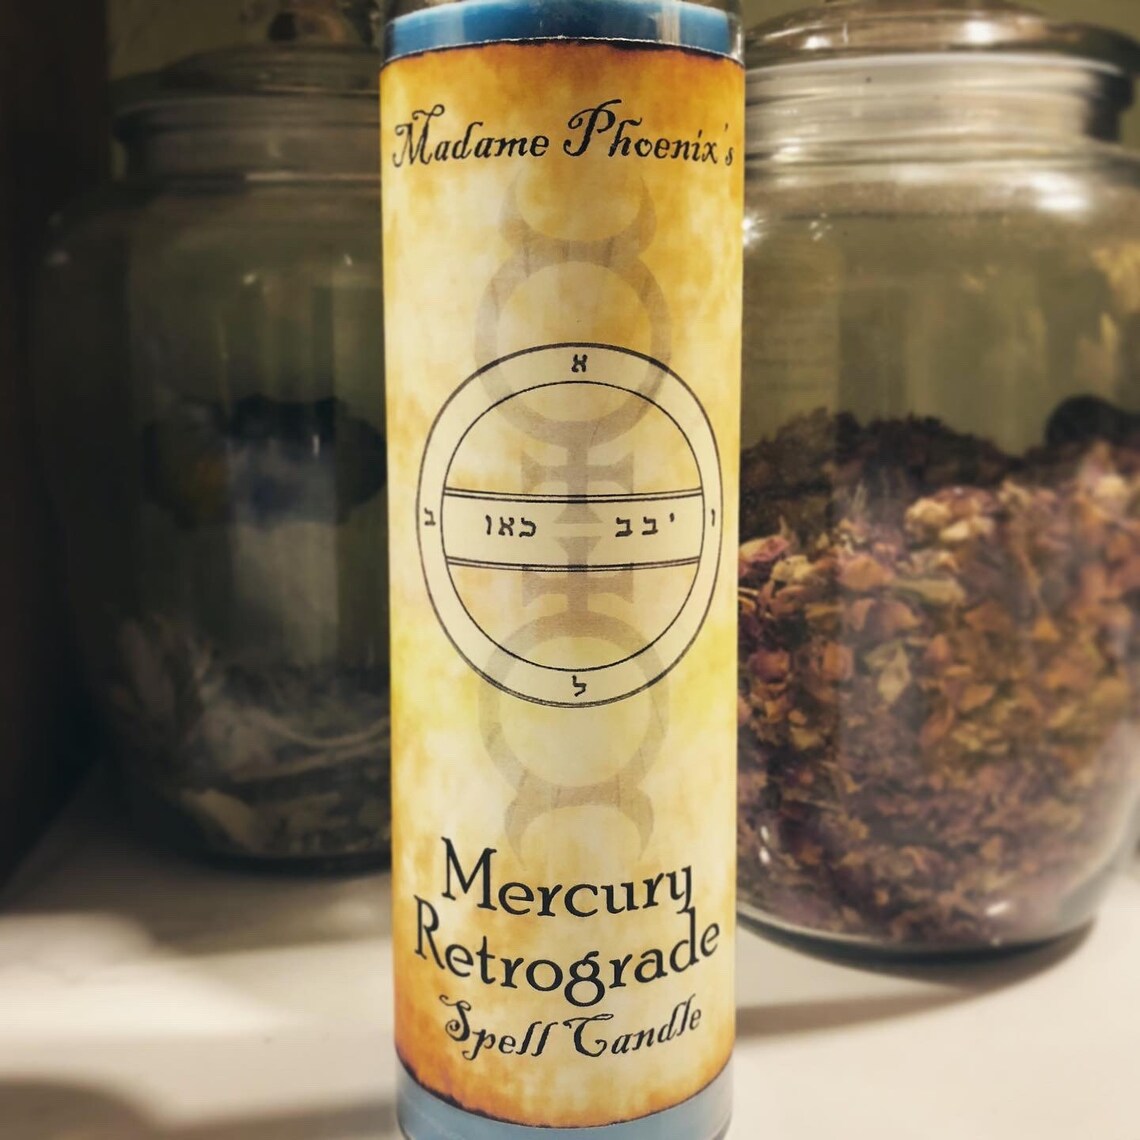 Madame Phoenix's
א
ב
יבב כאו
ו
ל
Mercury
Retrograde
Spell Candle